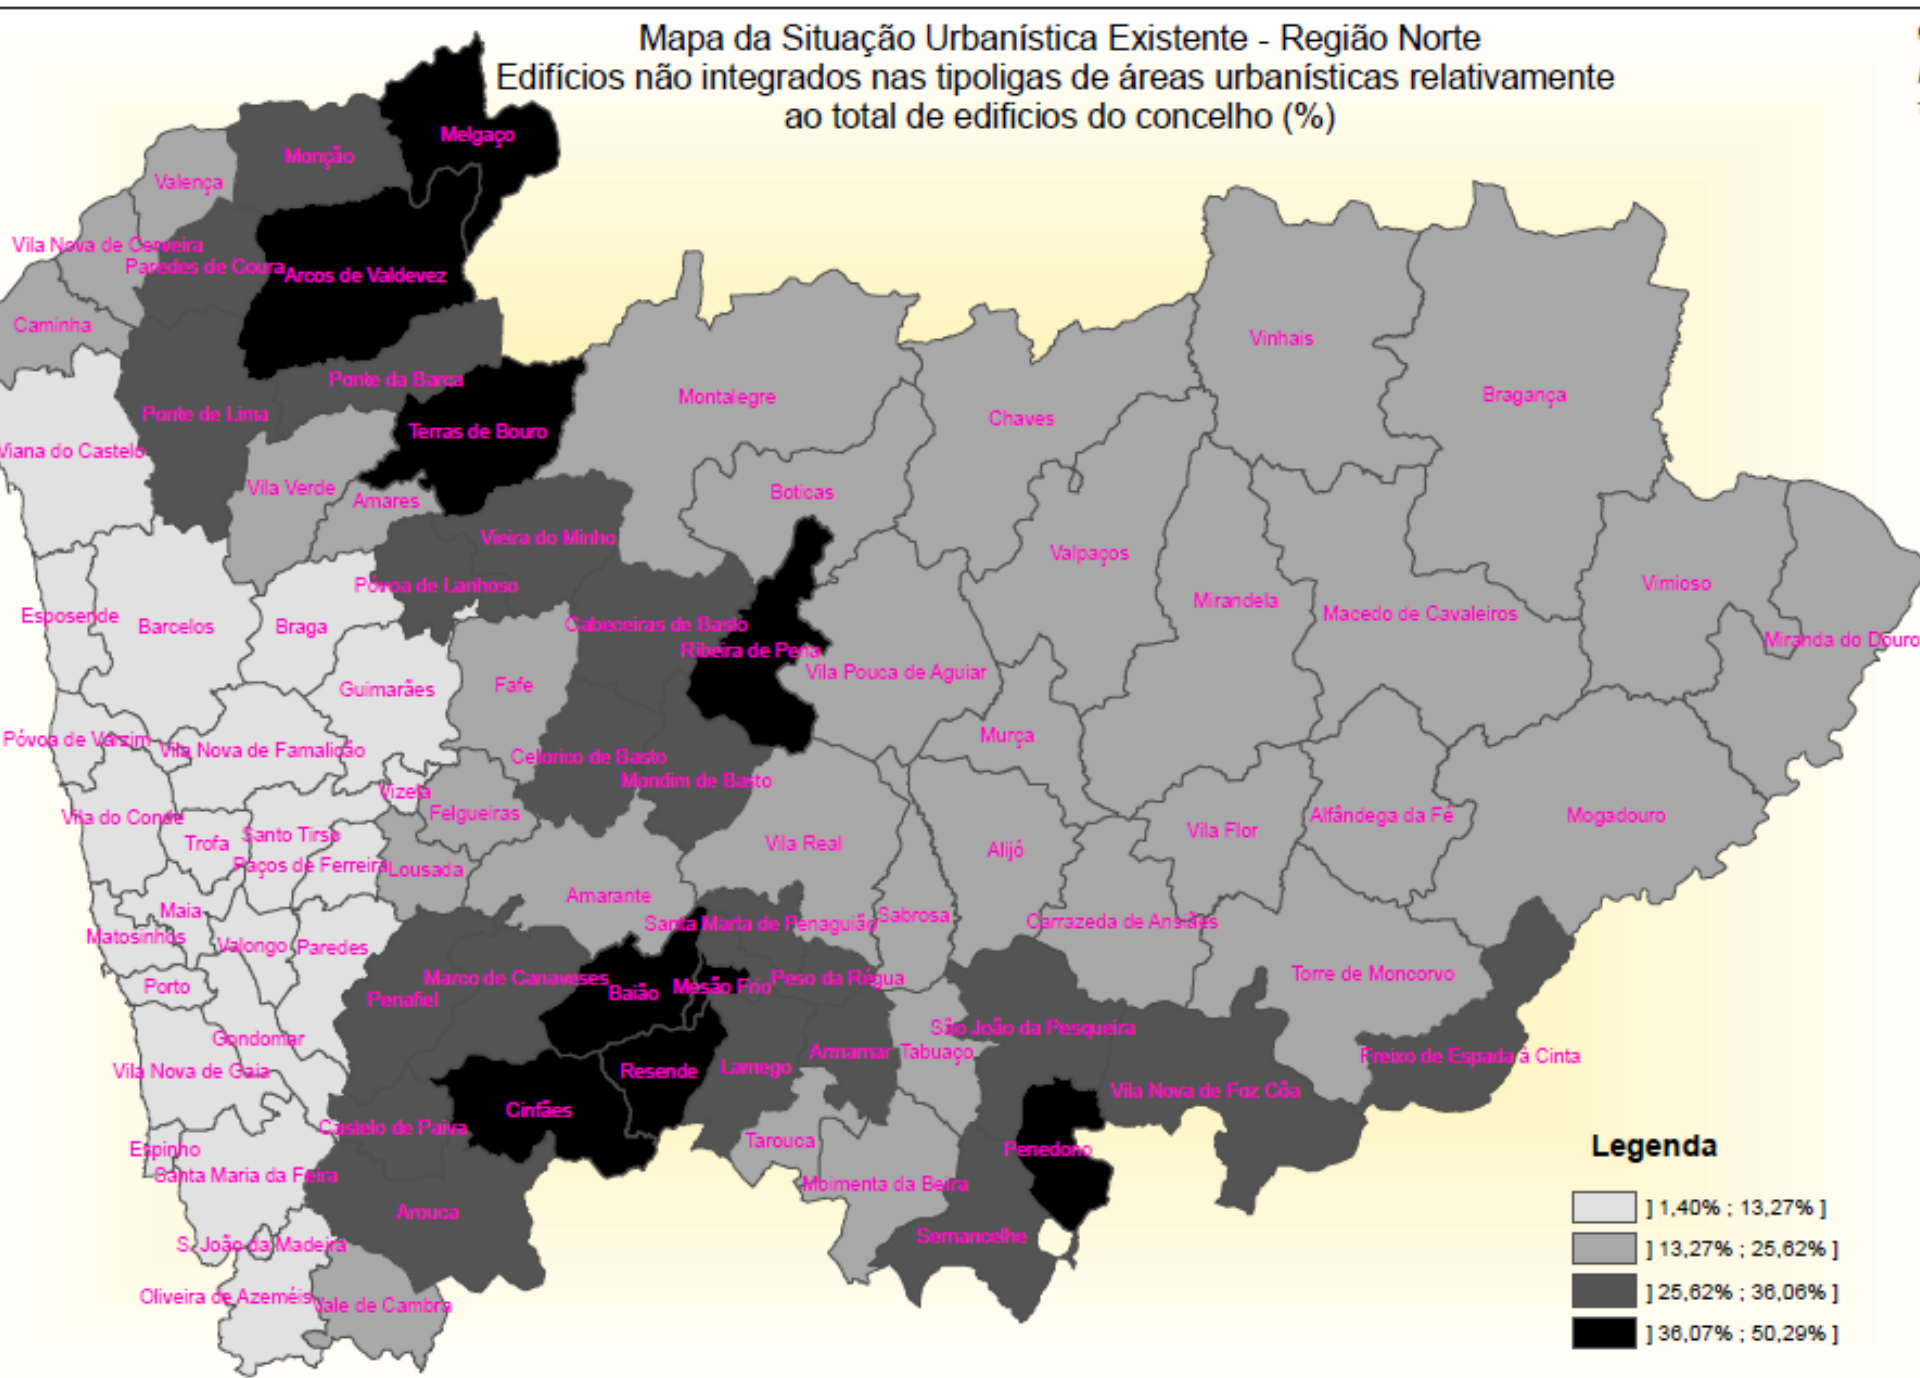 Mapa da Situação Urbanística Existente - Região Norte
Edifícios não integrados nas tipoligas de áreas urbanísticas relativamente
ao total de edificios do concelho (%)
Melgaço
Monção
Valença
Vila Nova de Cerveira
Paredes de Coura
Arcos de Valdevez
Caminha
Vinhais
Ponte da Barca
Montalegre
Bragança
Ponte de Lima
Chaves
Terras de Bouro
Viana do Castelo
Vila Verde
Amares
Boticas
Vieira do Minho
Valpaços
Póvoa de Lanhoso
Vimioso
Mirandela
Esposende
Barcelos
Braga
Cabeceiras de Basto
Macedo de Cavaleiros
Miranda do Douro
Ribeira de Pena
Vila Pouca de Aguiar
Guimarães
Fafe
Póvoa de Varzim
Vila Nova de Famalicão
Murça
Celorico de Basto
Mondim de Basto
Vizela
Felgueiras
Vila do Conde
Alfândega da Fé
Mogadouro
Trofa
Santo Tirso
Vila Real
Alijó
Vila Flor
Paços de Ferreira
Lousada
Amarante
Maia
Santa Marta de Penaguião
Sabrosa
Carrazeda de Ansiães
Matosinhos
Valongo
Paredes
Torre de Moncorvo
Porto
Penafiel
Marco de Canaveses
Baião
Mesão Frio
Peso da Régua
São João da Pesqueira
Gondomar
Armamar
Tabuaço
Freixo de Espada à Cinta
Vila Nova de Gaia
Resende
Lamego
Vila Nova de Foz Côa
Cinfães
Castelo de Paiva
Espinho
Tarouca
Penedono
Legenda
Santa Maria da Feira
Moimenta da Beira
Arouca
] 1,40% ; 13,27% ]
S. João da Madeira
Sernancelhe
] 13,27% ; 25,62% ]
Oliveira de Azeméis
Vale de Cambra
] 25,62% ; 36,06% ]
] 36,07% ; 50,29% ]